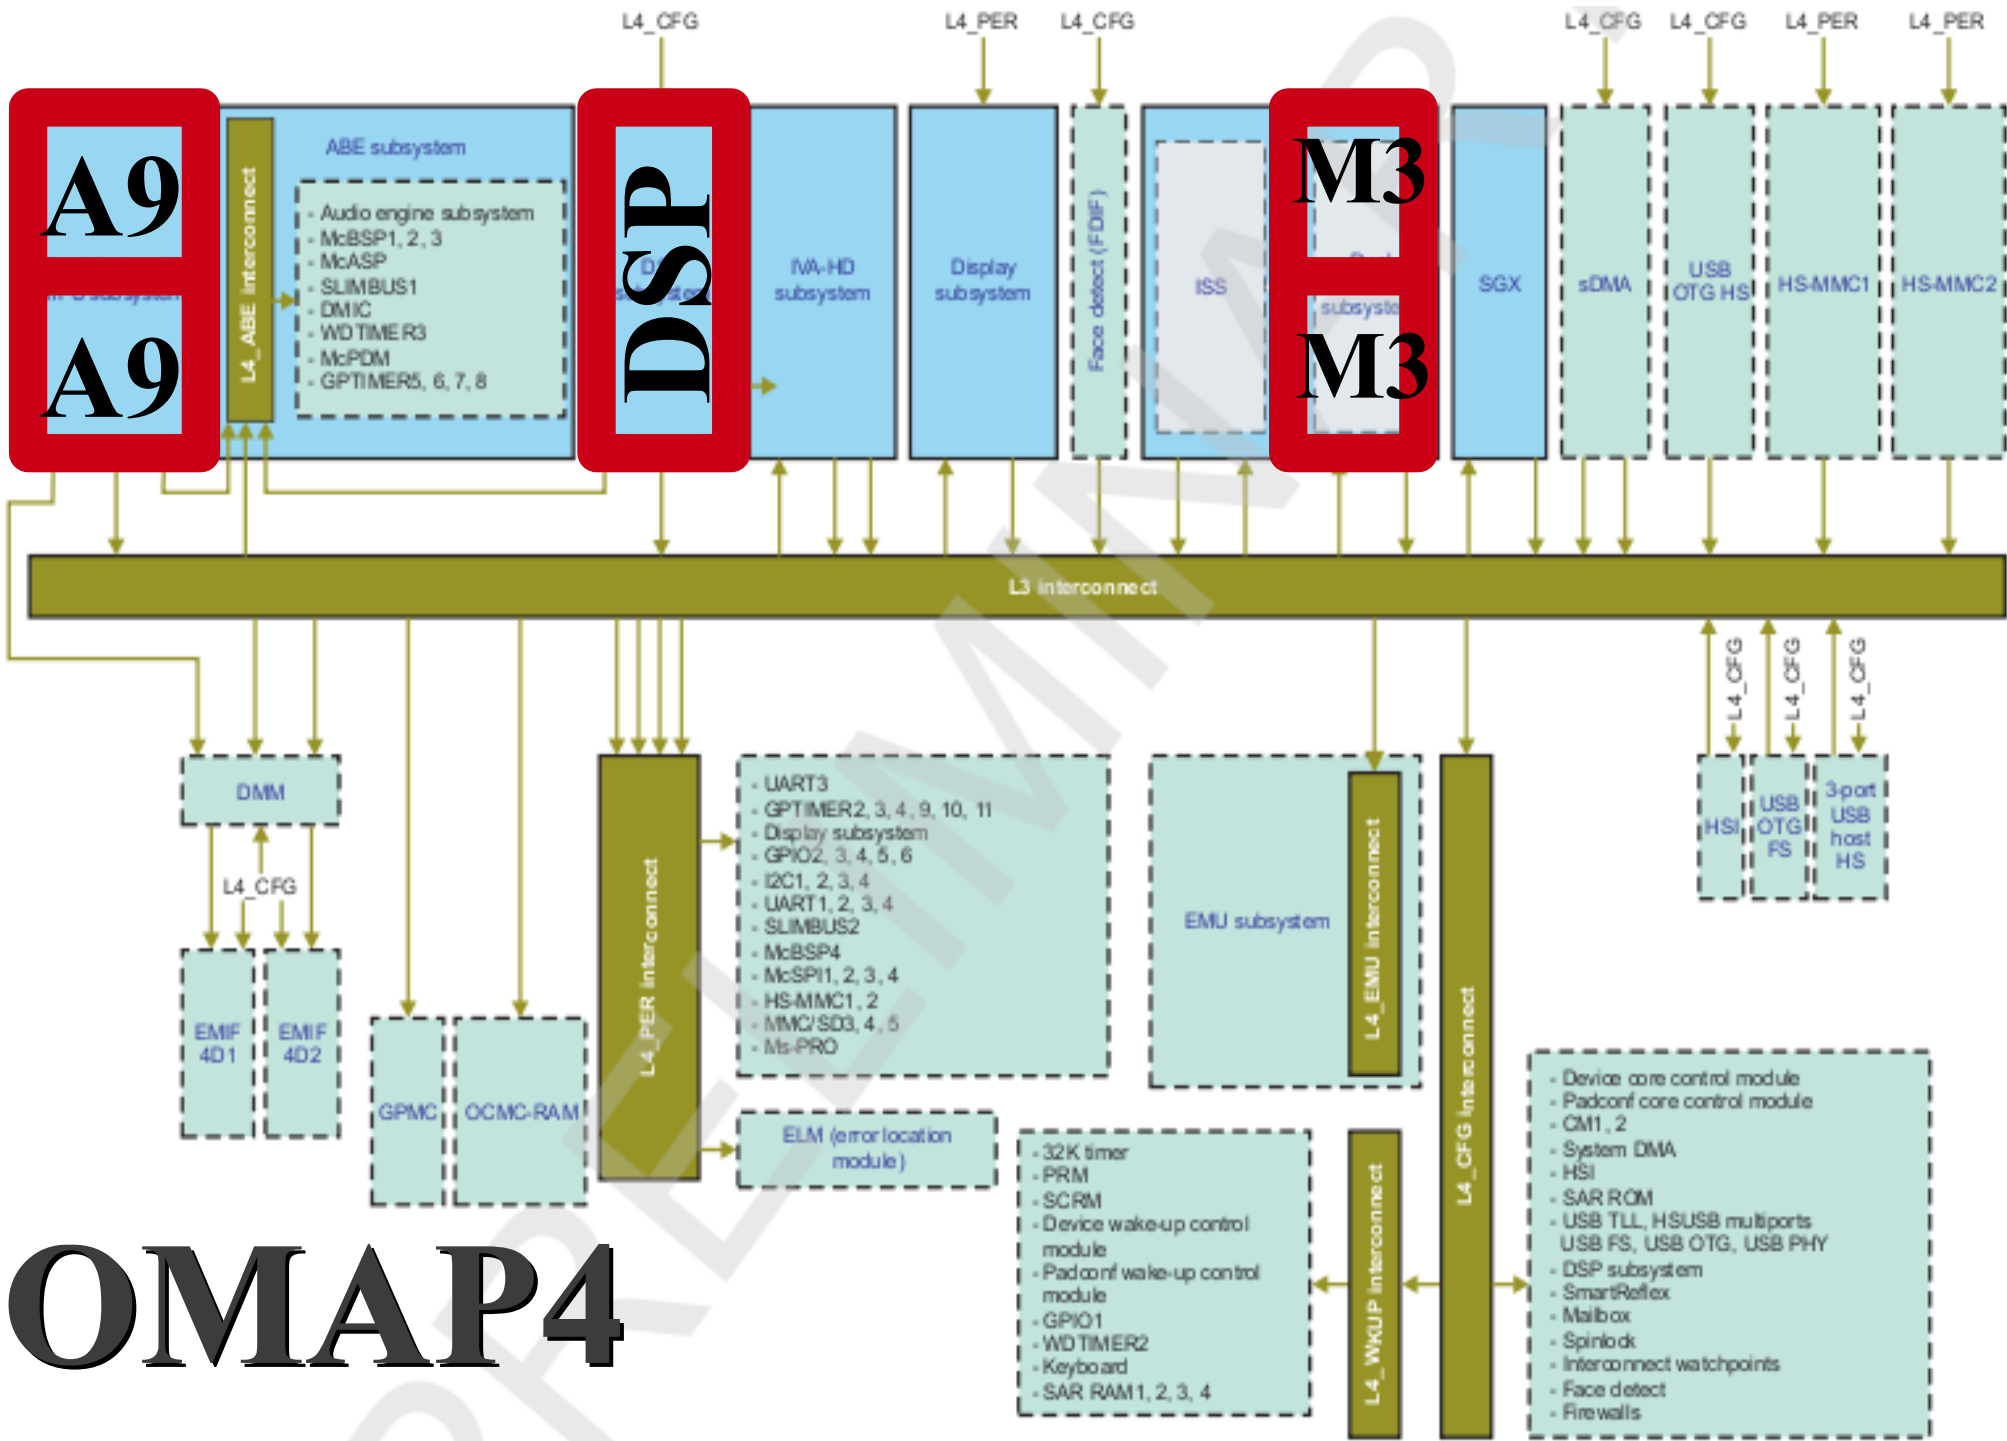 L4_CFG
L4_PER
L4_CFG
L4_CFG
L4_CFG
L4_PER
L4_PER
A9
A9
subsystem
L4_ABE interconnect
ABE subsystem
- Audio engine subsystem
- McBSP1, 2, 3
- McASP
- SLIMBUS1
- DMIC
- WDTIMER3
- McPDM
- GPTIMER5, 6, 7, 8
DSP
IVA-HD
subsystem
Display
subsystem
Face detect (FDIF)
ISS
M3
M3
SGX
sDMA
USB
OTG HS
HS-MMC1
HS-MMC2
L3 interconnect
L4_CFG
L4_CFG
L4_CFG
DMM
L4_CFG
EMIF
4D1
EMIF
4D2
GPMC
OCMC-RAM
L4_PER interconnect
- UART3
- GPTIMER2, 3, 4, 9, 10, 11
- Display subsystem
- GPIO2, 3, 4, 5, 6
- I2C1, 2, 3, 4
- UART1, 2, 3, 4
- SLIMBUS2
- McBSP4
- McSPI1, 2, 3, 4
- HS-MMC1, 2
- MMC/SD3, 4, 5
- Ms-PRO
ELM (error location
module)
EMU subsystem
L4_EMU interconnect
L4_CFG interconnect
HSI
USB
OTG
FS
3-port
USB
host
HS
- 32K timer
- PRM
- SCRM
- Device wake-up control
module
- Padconf wake-up control
module
- GPIO1
- WDTIMER2
- Keyboard
- SAR RAM1, 2, 3, 4
L4_WKUP interconnect
- Device core control module
- Padconf core control module
- CM1, 2
- System DMA
- HSI
- SAR ROM
- USB TLL, HSUSB multiports
USB FS, USB OTG, USB PHY
- DSP subsystem
- SmartReflex
- Mailbox
- Spinlock
- Interconnect watchpoints
- Face detect
- Firewalls
OMAP4
PRELIMINARY